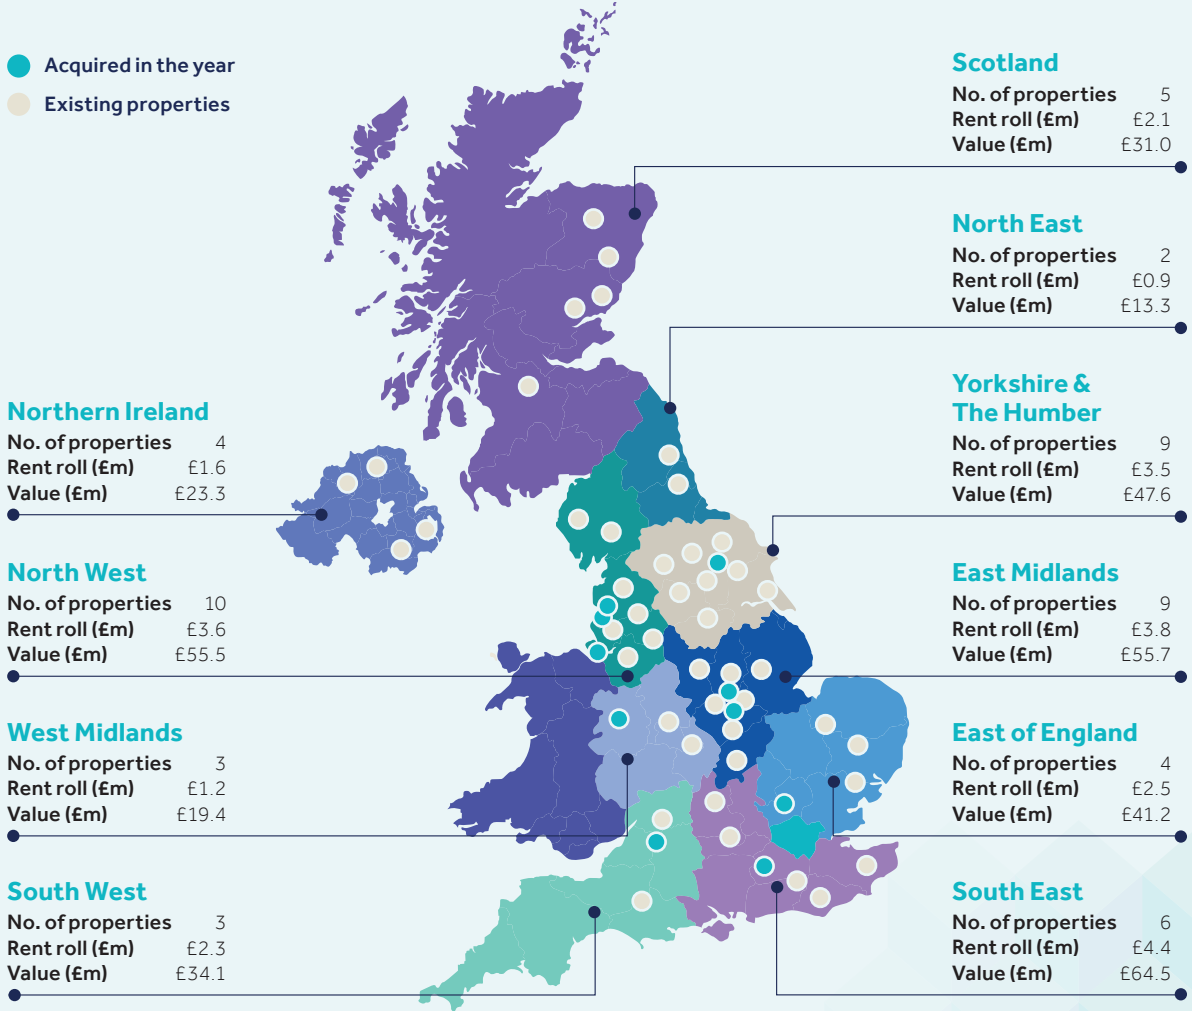 Acquired in the year
Existing properties
Scotland
No. of properties 5
Rent roll (£m) £2.1
Value (£m) £31.0
North East
No. of properties 2
Rent roll (£m) £0.9
Value (£m) £13.3
Yorkshire &
The Humber
No. of properties 9
Rent roll (£m) £3.5
Value (£m) £47.6
East Midlands
No. of properties 9
Rent roll (£m) £3.8
Value (£m) £55.7
East of England
No. of properties 4
Rent roll (£m) £2.5
Value (£m) £41.2
South East
No. of properties 6
Rent roll (£m) £4.4
Value (£m) £64.5
Northern Ireland
No. of properties 4
Rent roll (£m) £1.6
Value (£m) £23.3
North West
No. of properties 10
Rent roll (£m) £3.6
Value (£m) £55.5
West Midlands
No. of properties 3
Rent roll (£m) £1.2
Value (£m) £19.4
South West
No. of properties 3
Rent roll (£m) £2.3
Value (£m) £34.1